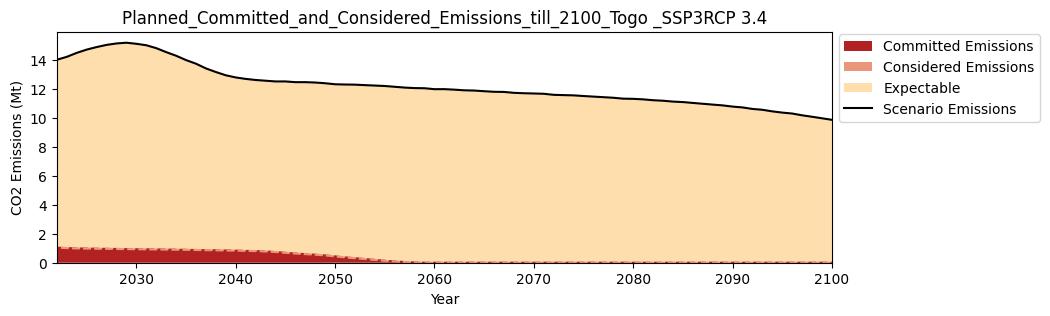 Planned_Committed_and_Considered_Emissions_till_2100_Togo _SSP3RCP 3.4
14
12
10
8
6
4
2
0
CO2 Emissions (Mt)
2030
2040
2050
2060
2070
2080
2090
2100
Year
Committed Emissions
Considered Emissions
Expectable
Scenario Emissions